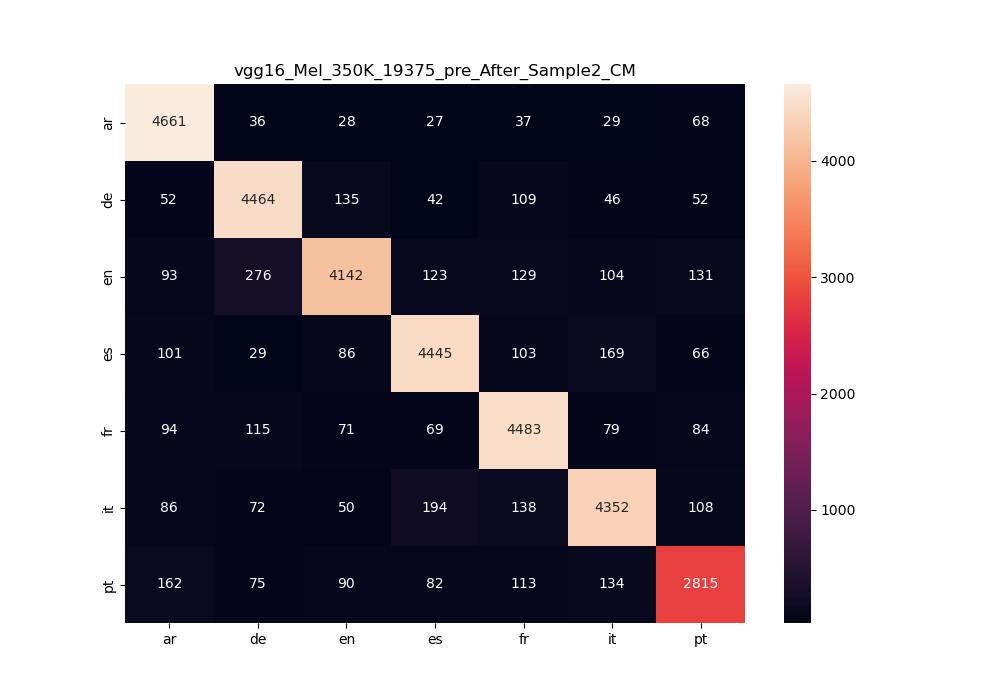 vgg16_Mel_350K_19375_pre_After_Sample2_CM
ar 4661 36 28 27 37 29 68
de 52 4464 135 42 109 46 52
en 93 276 4142 123 129 104 131
es 101 29 86 4445 103 169 66
fr 94 115 71 69 4483 79 84
it 86 72 50 194 138 4352 108
pt 162 75 90 82 113 134 2815
ar de en es fr it pt
4000
3000
2000
1000